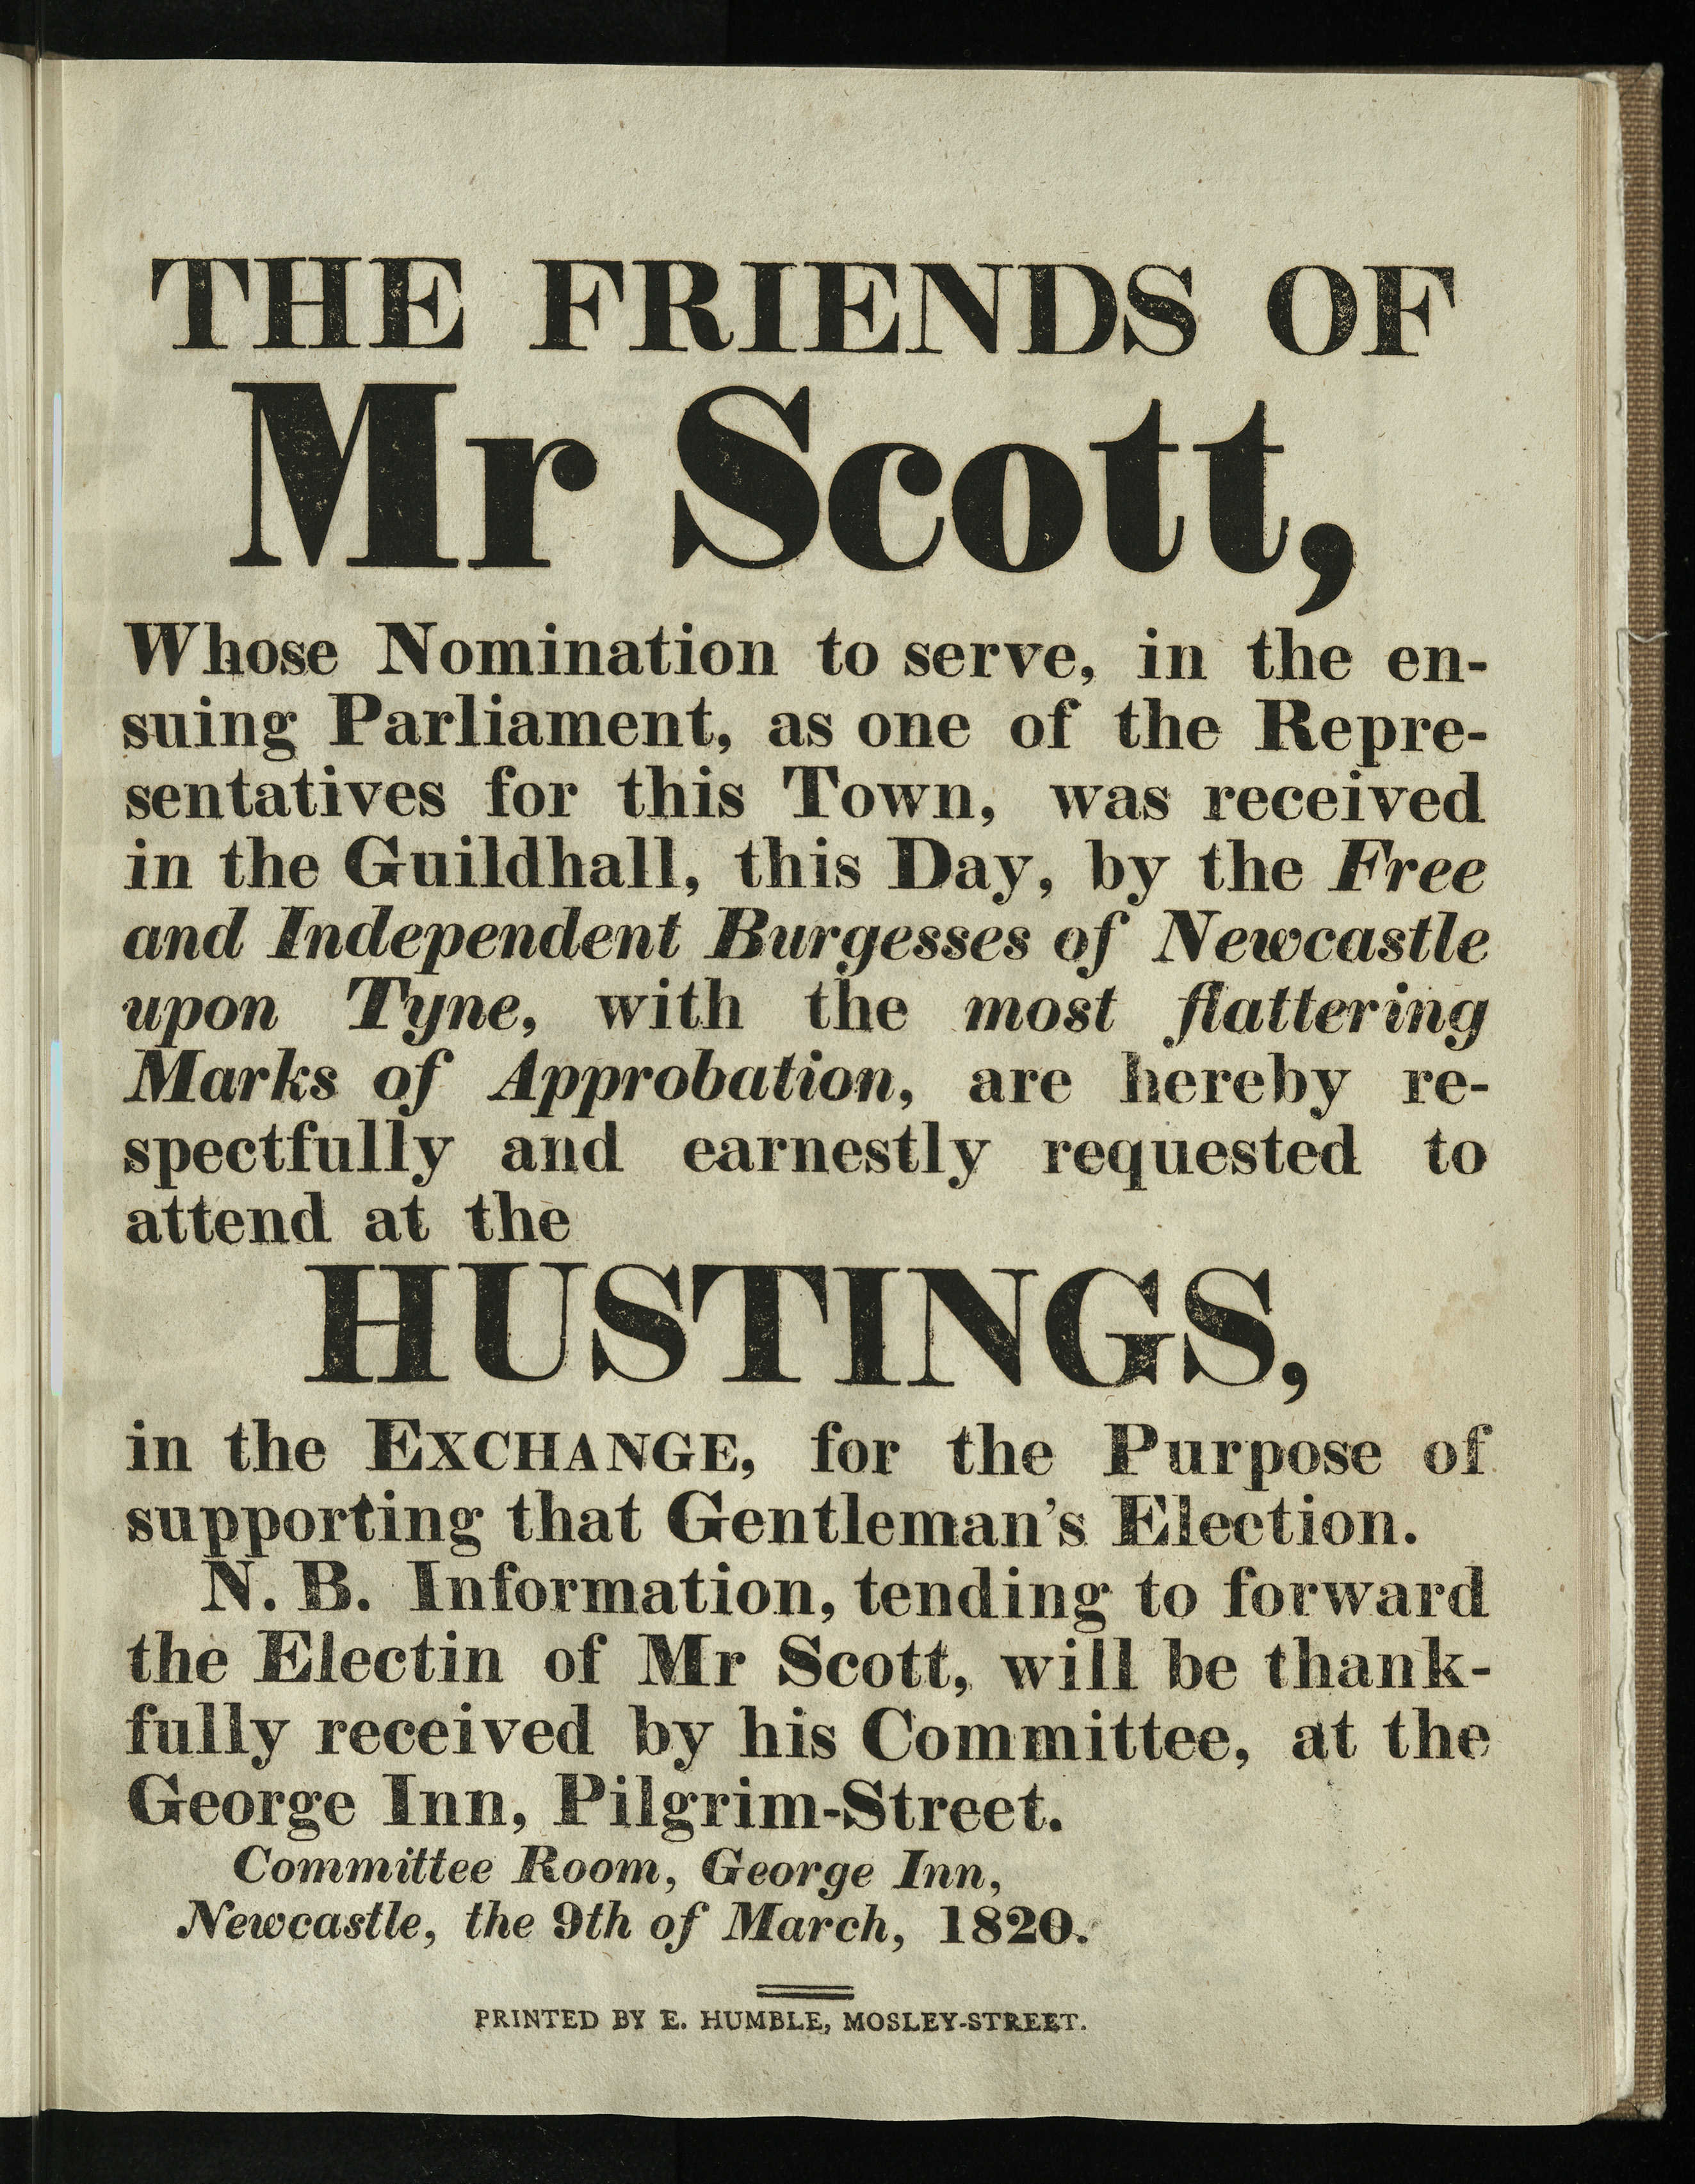 THE FRIENDS OF
Mr Scott,
Whose Nomination to serve, in the en-
suing Parliament, as one of the Repre-
sentatives for this Town, was received
in the Guildhall, this Day, by the Free
and Independent Burgesses of Newcastle
upon Tyne, with the most flattering
Marks of Approbation, are hereby re-
spectfully and earnestly requested to
attend at the
HUSTINGS,
in the EXCHANGE, for the Purpose of
supporting that Gentleman's Election.
N. B. Information, tending to forward
the Electin of Mr Scott, will be thank-
fully received by his Committee, at the
George Inn, Pilgrim-Street.
Committee Room, George Inn,
Newcastle, the 9th of March, 1820.
PRINTED BY E. HUMBLE, MOSLEY-STREET.